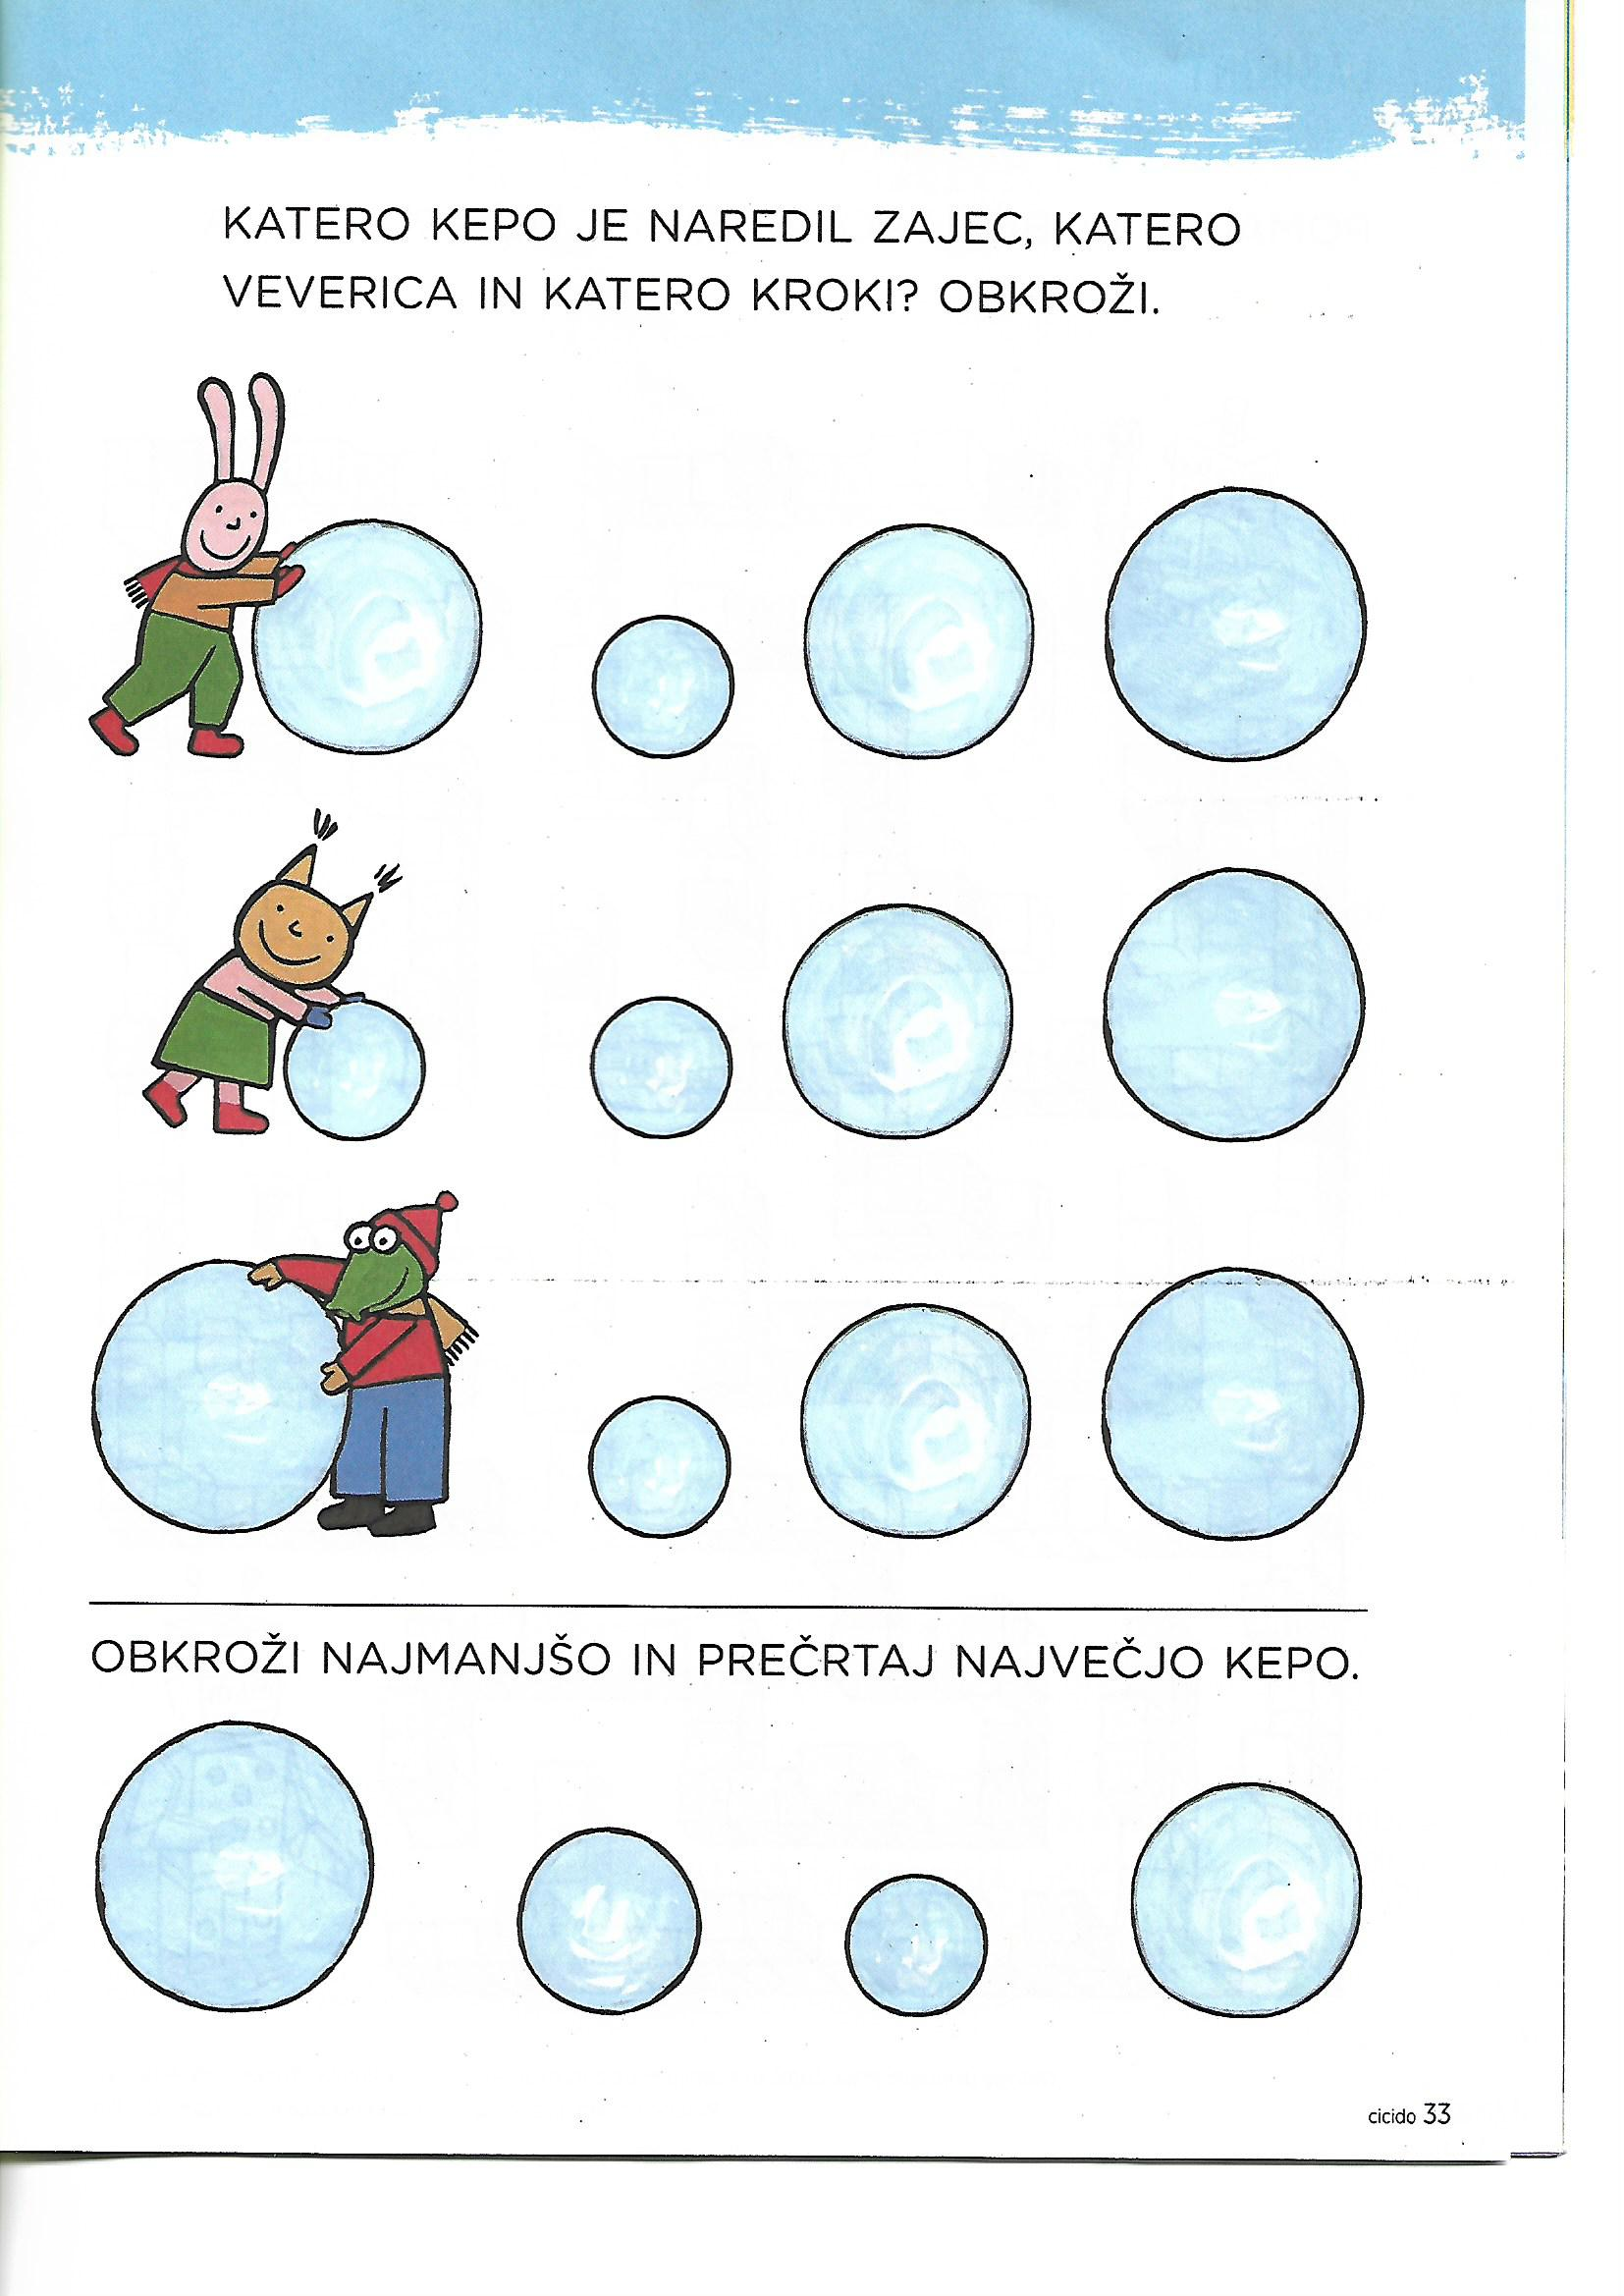 KATERO KEPO JE NAREDIL ZAJEC, KATERO
VEVERICA IN KATERO KROKI? OBKROŽI.
OBKROŽI NAJMANJŠO IN PREČRTAJ NAJVEČJO KEPO.
cicido 33